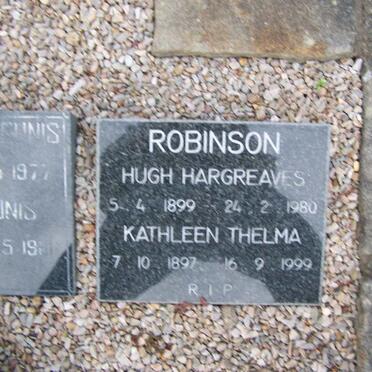 ROBINSON
HUGH HARGREAVES
5 4 1899 - 24 2 1980
KATHLEEN THELMA
7 10 1897 - 16 9 1999
R I P
1977